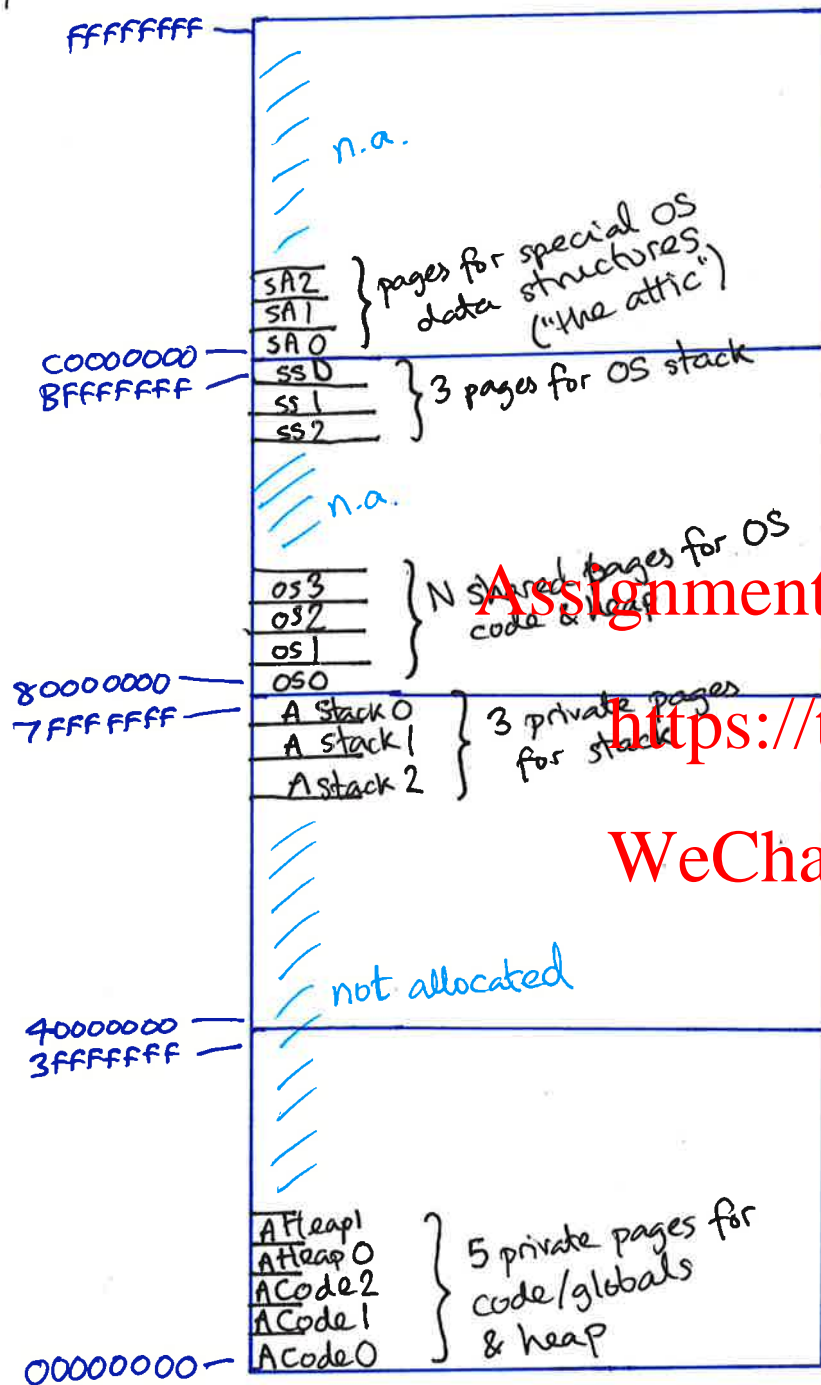 FFFFFFFF
n.a.
SA2
SA1
SA0
} pages for special OS
data structures
("the attic")
C0000000
BFFFFFFF
SS0
SS1
SS2
} 3 pages for OS stack
n.a.
OS3
OS2
OS1
OS0
} N shared pages for OS
code & heap
Assignment
80000000
7FFFFFFF
A Stack 0
A Stack 1
A Stack 2
} 3 private pages
for stack
https://t
WeCha
not allocated
40000000
3FFFFFFF
AHeap1
AHeap0
ACode2
ACode1
ACode0
} 5 private pages for
code/globals
& heap
00000000